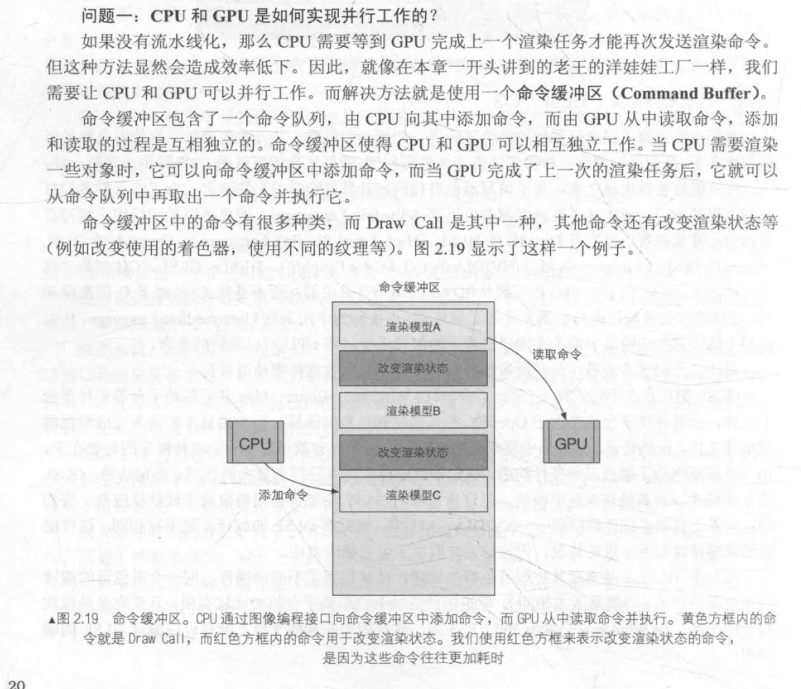 问题一：CPU 和 GPU 是如何实现并行工作的？
如果没有流水线化，那么 CPU 需要等到 GPU 完成上一个渲染任务才能再次发送渲染命令。
但这种方法显然会造成效率低下。因此，就像在本章一开头讲到的老王的洋娃娃工厂一样，我们
需要让 CPU 和 GPU 可以并行工作。而解决方法就是使用一个命令缓冲区（Command Buffer）。
命令缓冲区包含了一个命令队列，由 CPU 向其中添加命令，而由 GPU 从中读取命令，添加
和读取的过程是互相独立的。命令缓冲区使得 CPU 和 GPU 可以相互独立工作。当 CPU 需要渲染
一些对象时，它可以向命令缓冲区中添加命令，而当 GPU 完成了上一次的渲染任务后，它就可以
从命令队列中再取出一个命令并执行它。
命令缓冲区中的命令有很多种类，而 Draw Call 是其中一种，其他命令还有改变渲染状态等
（例如改变使用的着色器，使用不同的纹理等）。图 2.19 显示了这样一个例子。
命令缓冲区
渲染模型A
读取命令
改变渲染状态
渲染模型B
CPU
GPU
改变渲染状态
添加命令
渲染模型C
▲图 2.19 命令缓冲区。CPU 通过图像编程接口向命令缓冲区中添加命令，而 GPU 从中读取命令并执行。黄色方框内的命
令就是 Draw Call，而红色方框内的命令用于改变渲染状态。我们使用红色方框来表示改变渲染状态的命令，
是因为这些命令往往更加耗时
20